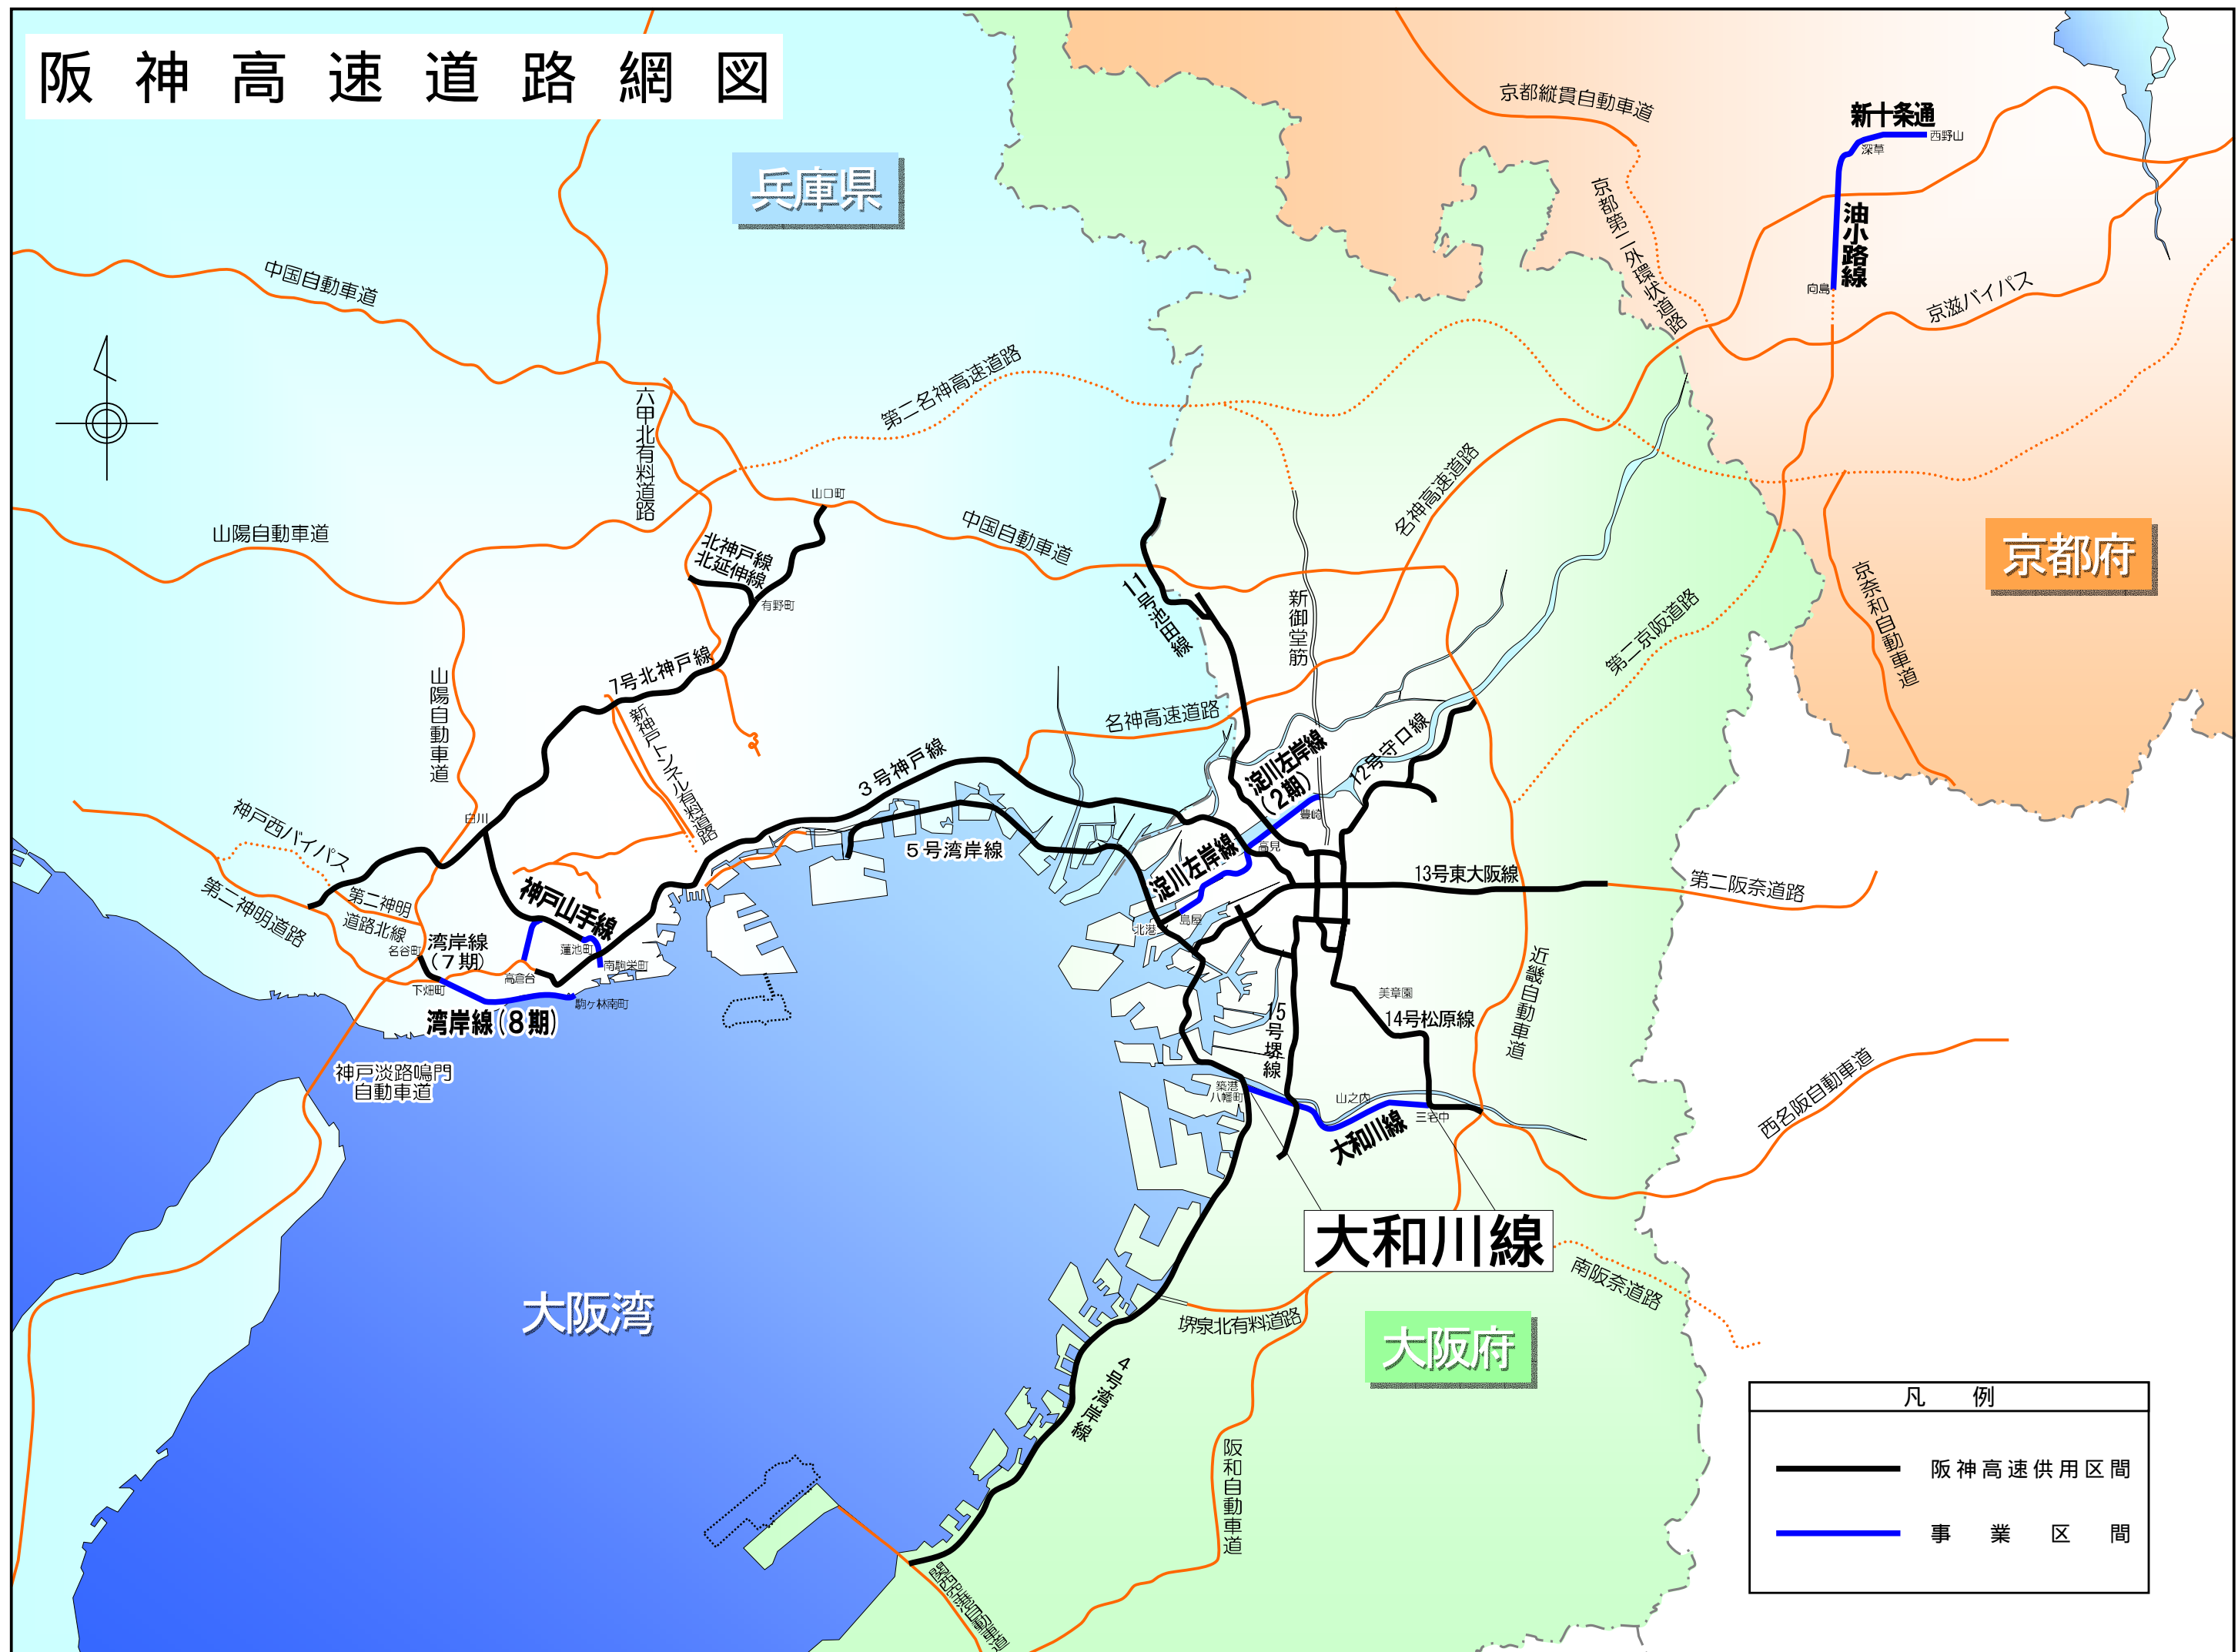 阪神高速道路網図
兵庫県
京都縦貫自動車道
新十条通
西野山
深草
京都第二外環状道路
油小路線
向島
京滋バイパス
中国自動車道
第二名神高速道路
六甲北有料道路
山口町
名神高速道路
山陽自動車道
中国自動車道
北神戸線
北延伸線
有野町
11号池田線
新御堂筋
第二京阪道路
京都府
京奈和自動車道
7号北神戸線
山陽自動車道
新神戸トンネル有料道路
名神高速道路
3号神戸線
淀川左岸線
(2期)
12号守口線
豊崎
神戸西バイパス
白川
5号湾岸線
高見
淀川左岸線
13号東大阪線
第二阪奈道路
第二神明道路
第二神明
道路北線
神戸山手線
島屋
北港
名谷町
湾岸線
(7期)
蓮池町
南駒栄町
高倉台
下畑町
駒ヶ林南町
湾岸線(8期)
近畿自動車道
美章園
14号松原線
15号堺線
神戸淡路鳴門
自動車道
築港
八幡町
山之内
三宅中
大和川線
西名阪自動車道
大和川線
南阪奈道路
大阪湾
堺泉北有料道路
大阪府
4号湾岸線
阪和自動車道
関西空港自動車道
凡例
阪神高速供用区間
事業区間